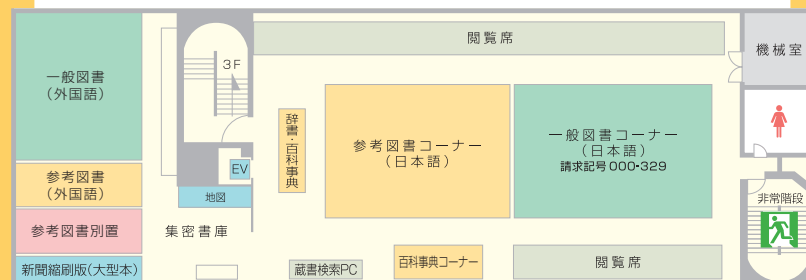 閲覧席
機械室
一般図書
（外国語）
3F
辞書・百科事典
参考図書コーナー
（日本語）
一般図書コーナー
（日本語）
請求記号 000-329
EV
参考図書
（外国語）
地図
非常階段
参考図書別置
集密書庫
新聞縮刷版(大型本)
蔵書検索PC
百科事典コーナー
閲覧席